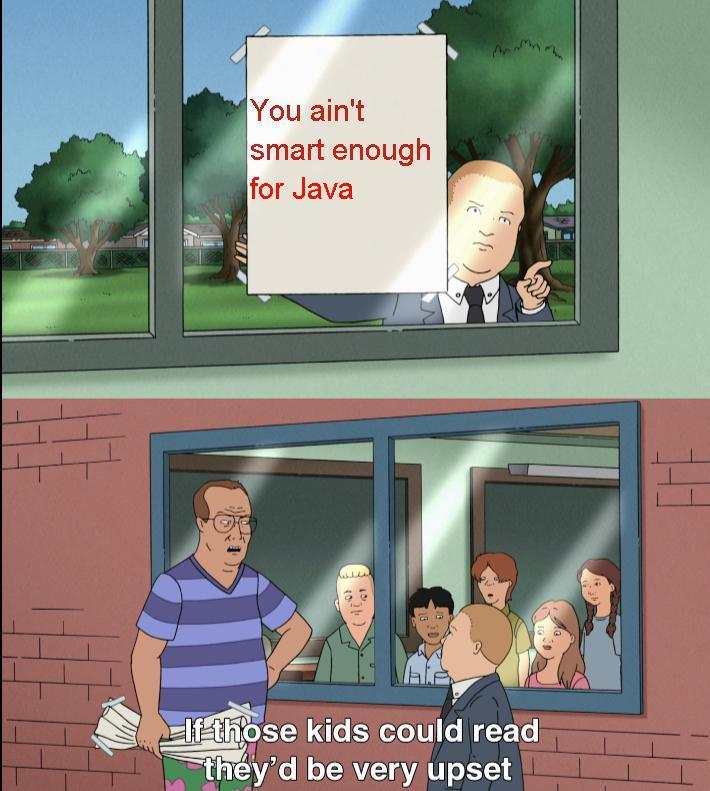 You ain't
smart enough
for Java
If those kids could read
they'd be very upset